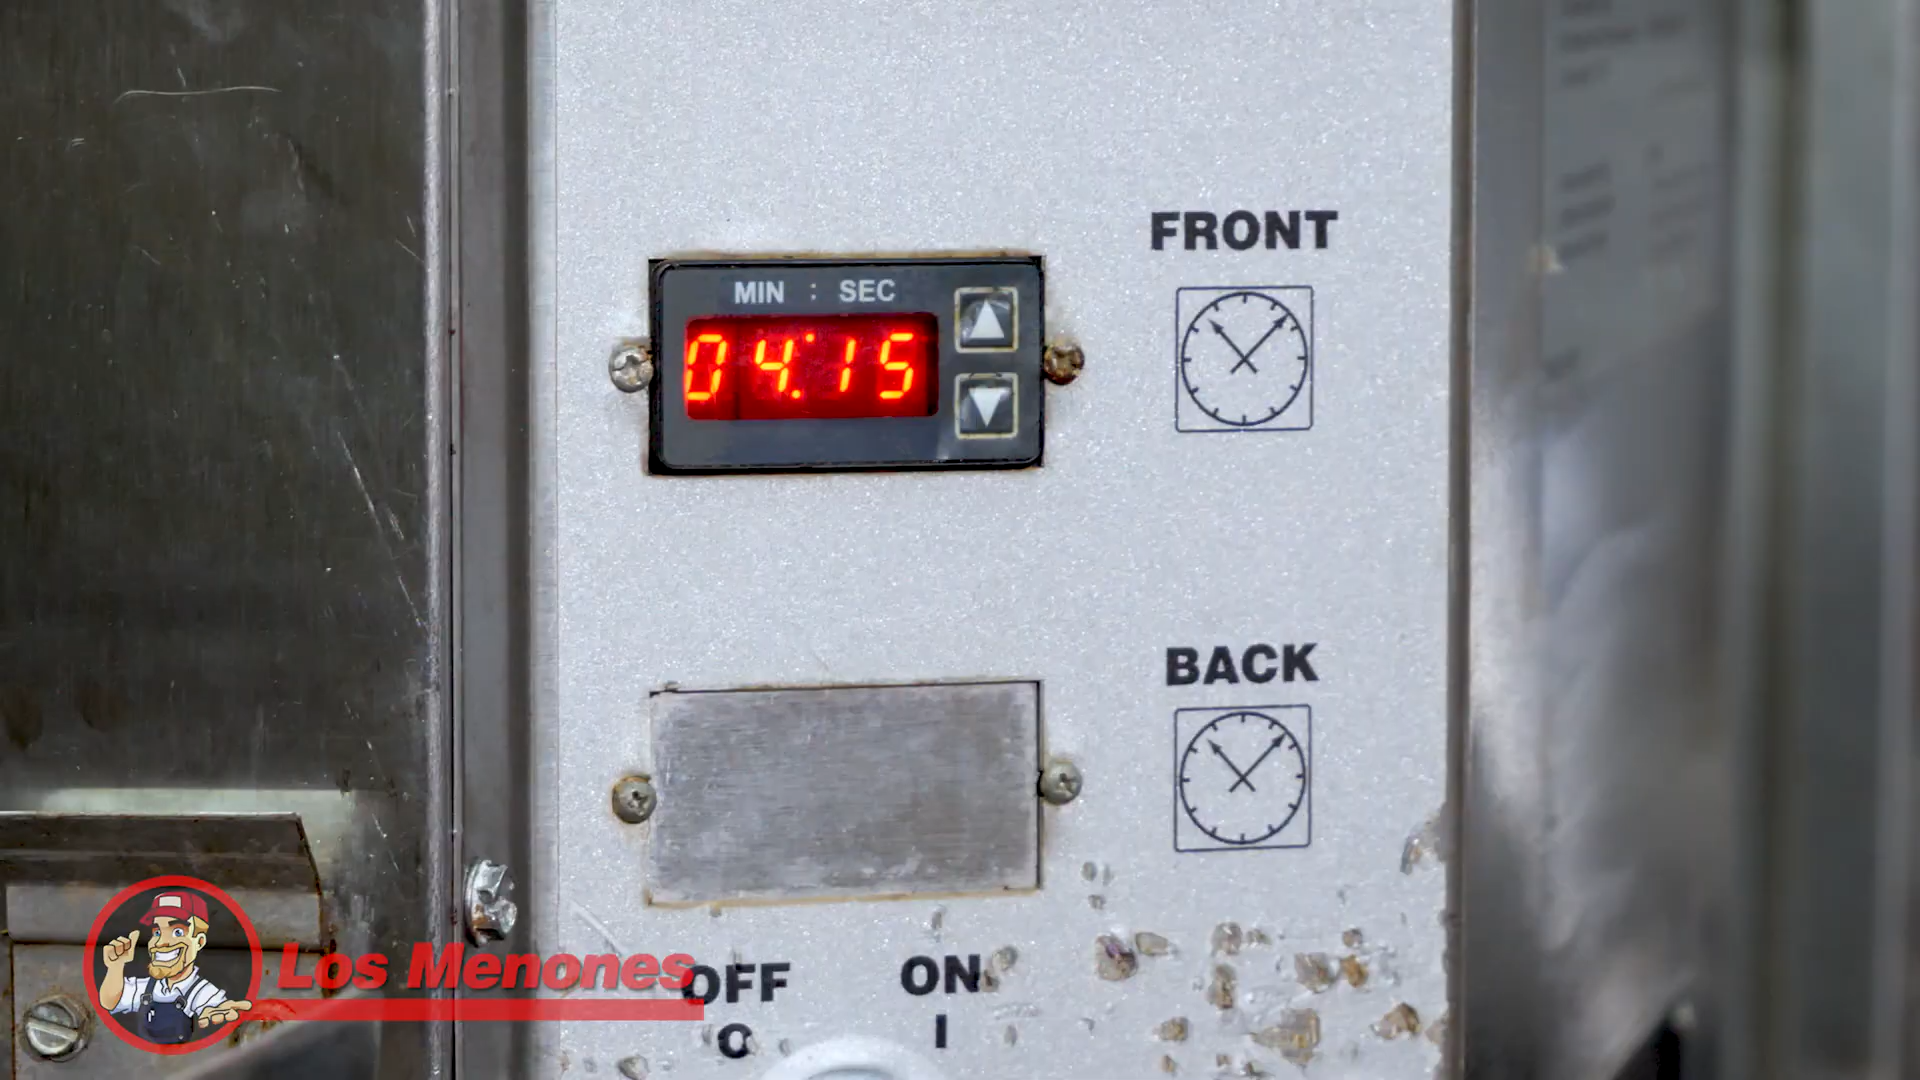 FRONT
MIN : SEC
04:15
BACK
Los Menones
OFF ON
O I